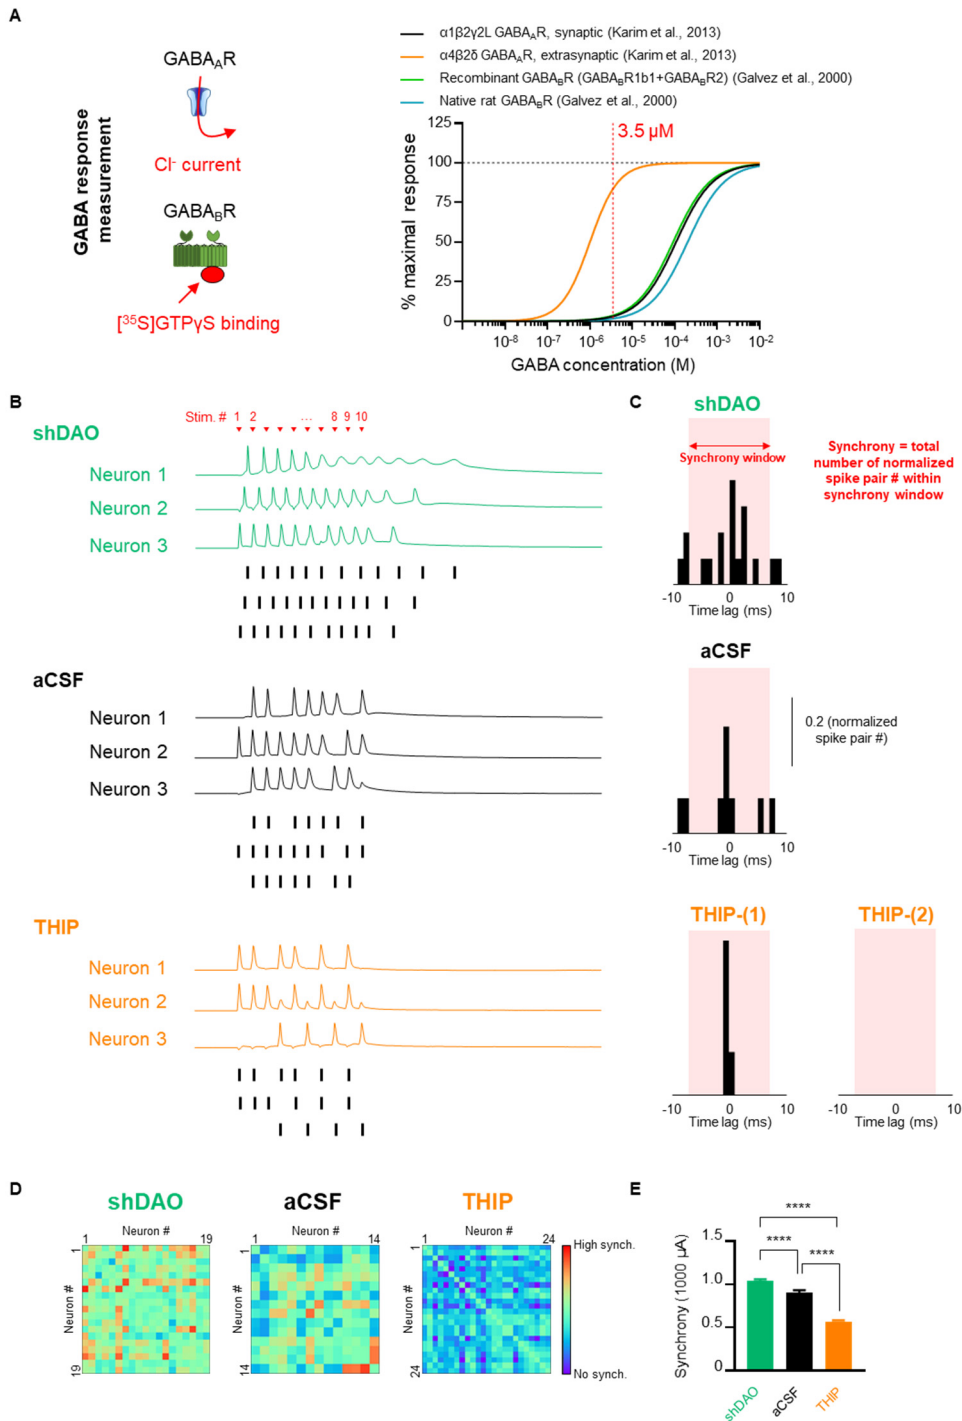 A
GABA response
measurement
GABA_AR
Cl⁻ current
GABA_BR
[³⁵S]GTPγS binding
α1β2γ2L GABA_AR, synaptic (Karim et al., 2013)
α4β2δ GABA_AR, extrasynaptic (Karim et al., 2013)
Recombinant GABA_BR (GABA_BR1b1+GABA_BR2) (Galvez et al., 2000)
Native rat GABA_BR (Galvez et al., 2000)
3.5 μM
% maximal response
125
100
75
50
25
0
10⁻⁸ 10⁻⁷ 10⁻⁶ 10⁻⁵ 10⁻⁴ 10⁻³ 10⁻²
GABA concentration (M)
B
Stim. # 1 2 ... 8 9 10
shDAO
Neuron 1
Neuron 2
Neuron 3
aCSF
Neuron 1
Neuron 2
Neuron 3
THIP
Neuron 1
Neuron 2
Neuron 3
C
shDAO
Synchrony window
Synchrony = total
number of normalized
spike pair # within
synchrony window
-10 0 10
Time lag (ms)
aCSF
0.2 (normalized
spike pair #)
-10 0 10
Time lag (ms)
THIP-(1)
-10 0 10
Time lag (ms)
THIP-(2)
-10 0 10
Time lag (ms)
D
shDAO
Neuron #
1 19
Neuron #
1
19
aCSF
Neuron #
1 14
Neuron #
1
14
THIP
Neuron #
1 24
Neuron #
1
24
High synch.
No synch.
E
****
**** ****
Synchrony (1000 μA)
1.5
1.0
0.5
0
shDAO
aCSF
THIP